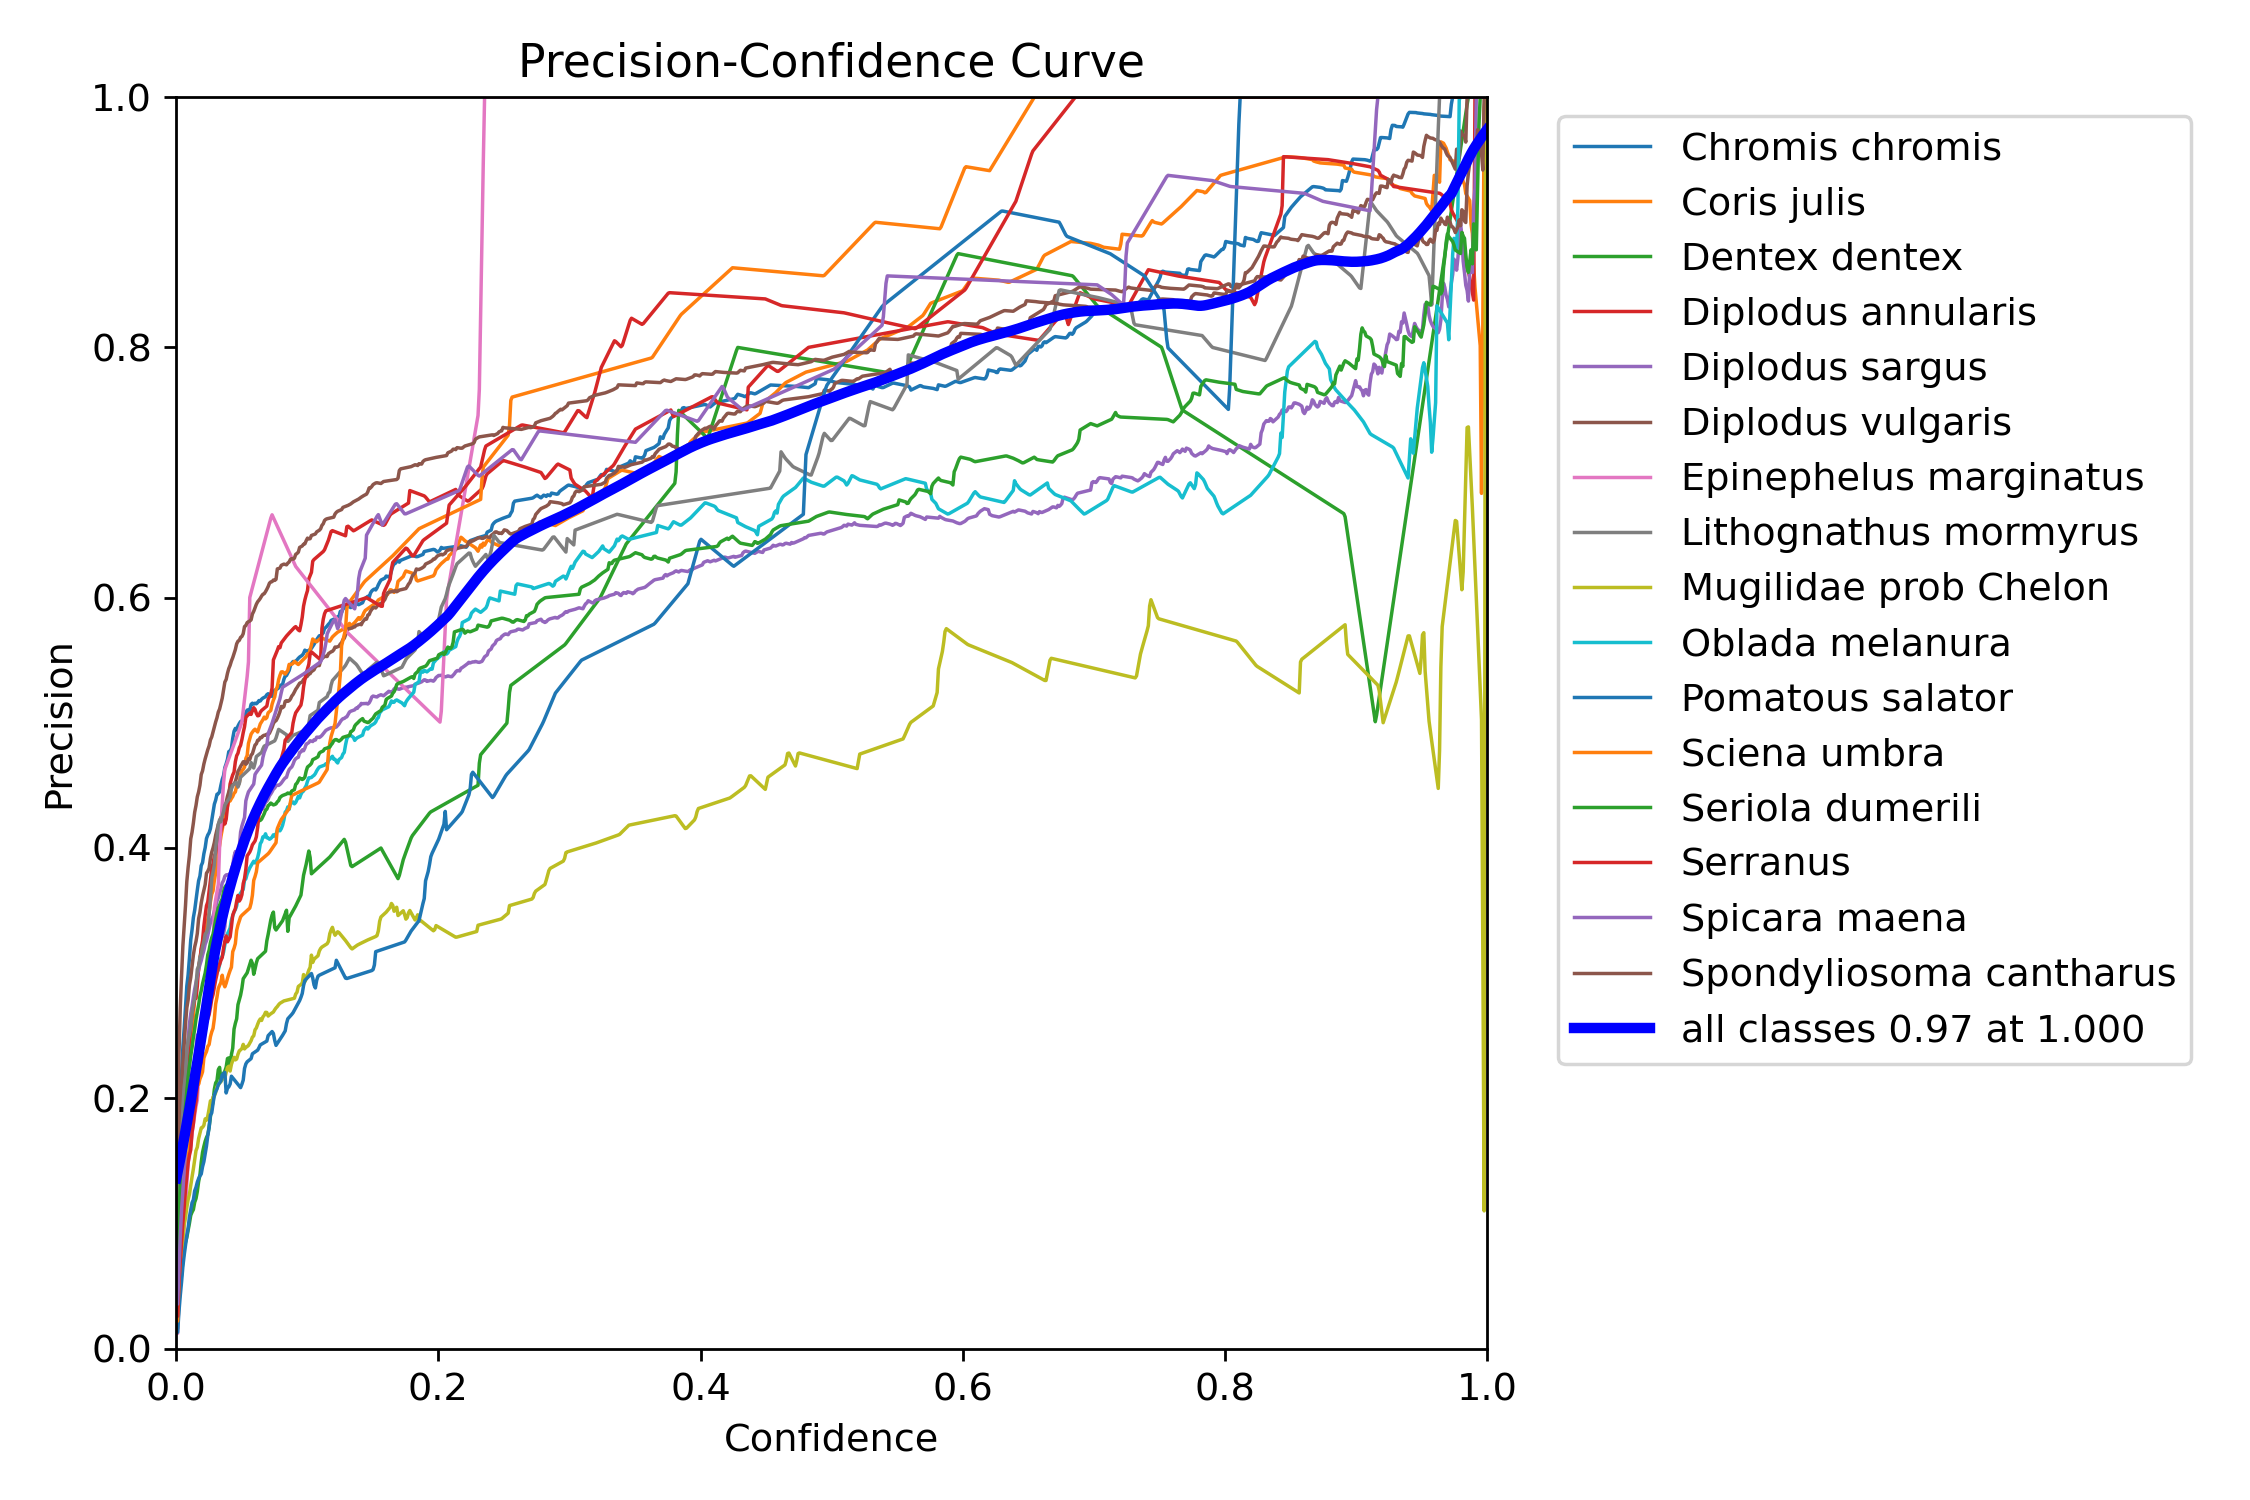 Precision-Confidence Curve
1.0
0.8
0.6
0.4
0.2
0.0
Precision
0.0 0.2 0.4 0.6 0.8 1.0
Confidence
Chromis chromis
Coris julis
Dentex dentex
Diplodus annularis
Diplodus sargus
Diplodus vulgaris
Epinephelus marginatus
Lithognathus mormyrus
Mugilidae prob Chelon
Oblada melanura
Pomatous salator
Sciena umbra
Seriola dumerili
Serranus
Spicara maena
Spondyliosoma cantharus
all classes 0.97 at 1.000